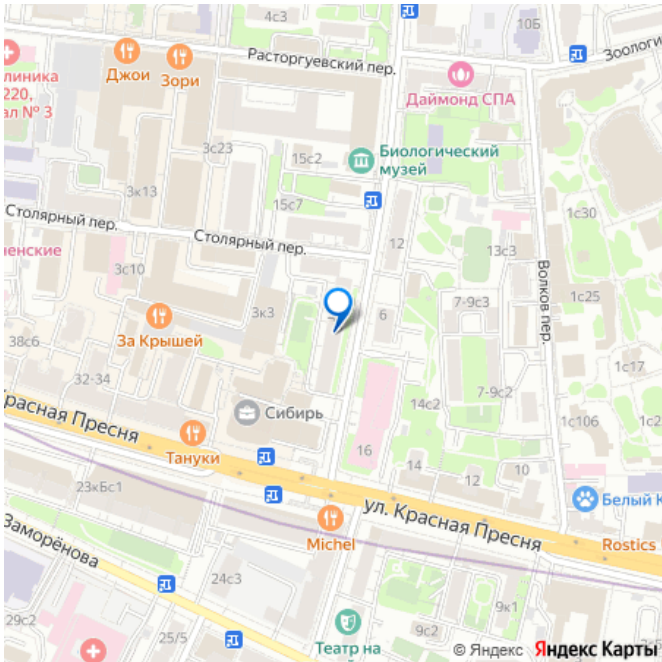 4с3
10Б
Зоологи
Расторгуевский пер.
Джои
Зори
линика
220,
ал № 3
Даймонд СПА
3с23
15с2
Биологический
музей
3к13
15с7
1с30
Столярный пер.
Столярный пер.
12
13с3
ненские
3с10
Волков пер.
7-9с3
1с25
3к3
6
За Крышей
38с6
1с17
32-34
7-9с2
14с2
Сибирь
1с106
Красная Пресня
Тануки
16
14
12
10
23кБс1
Белый К
ул. Красная Пресня
Michel
Rostics
Заморёнова
24с3
9к1
29с2
25/5
9с2
Театр на
© Яндекс Яндекс Карты